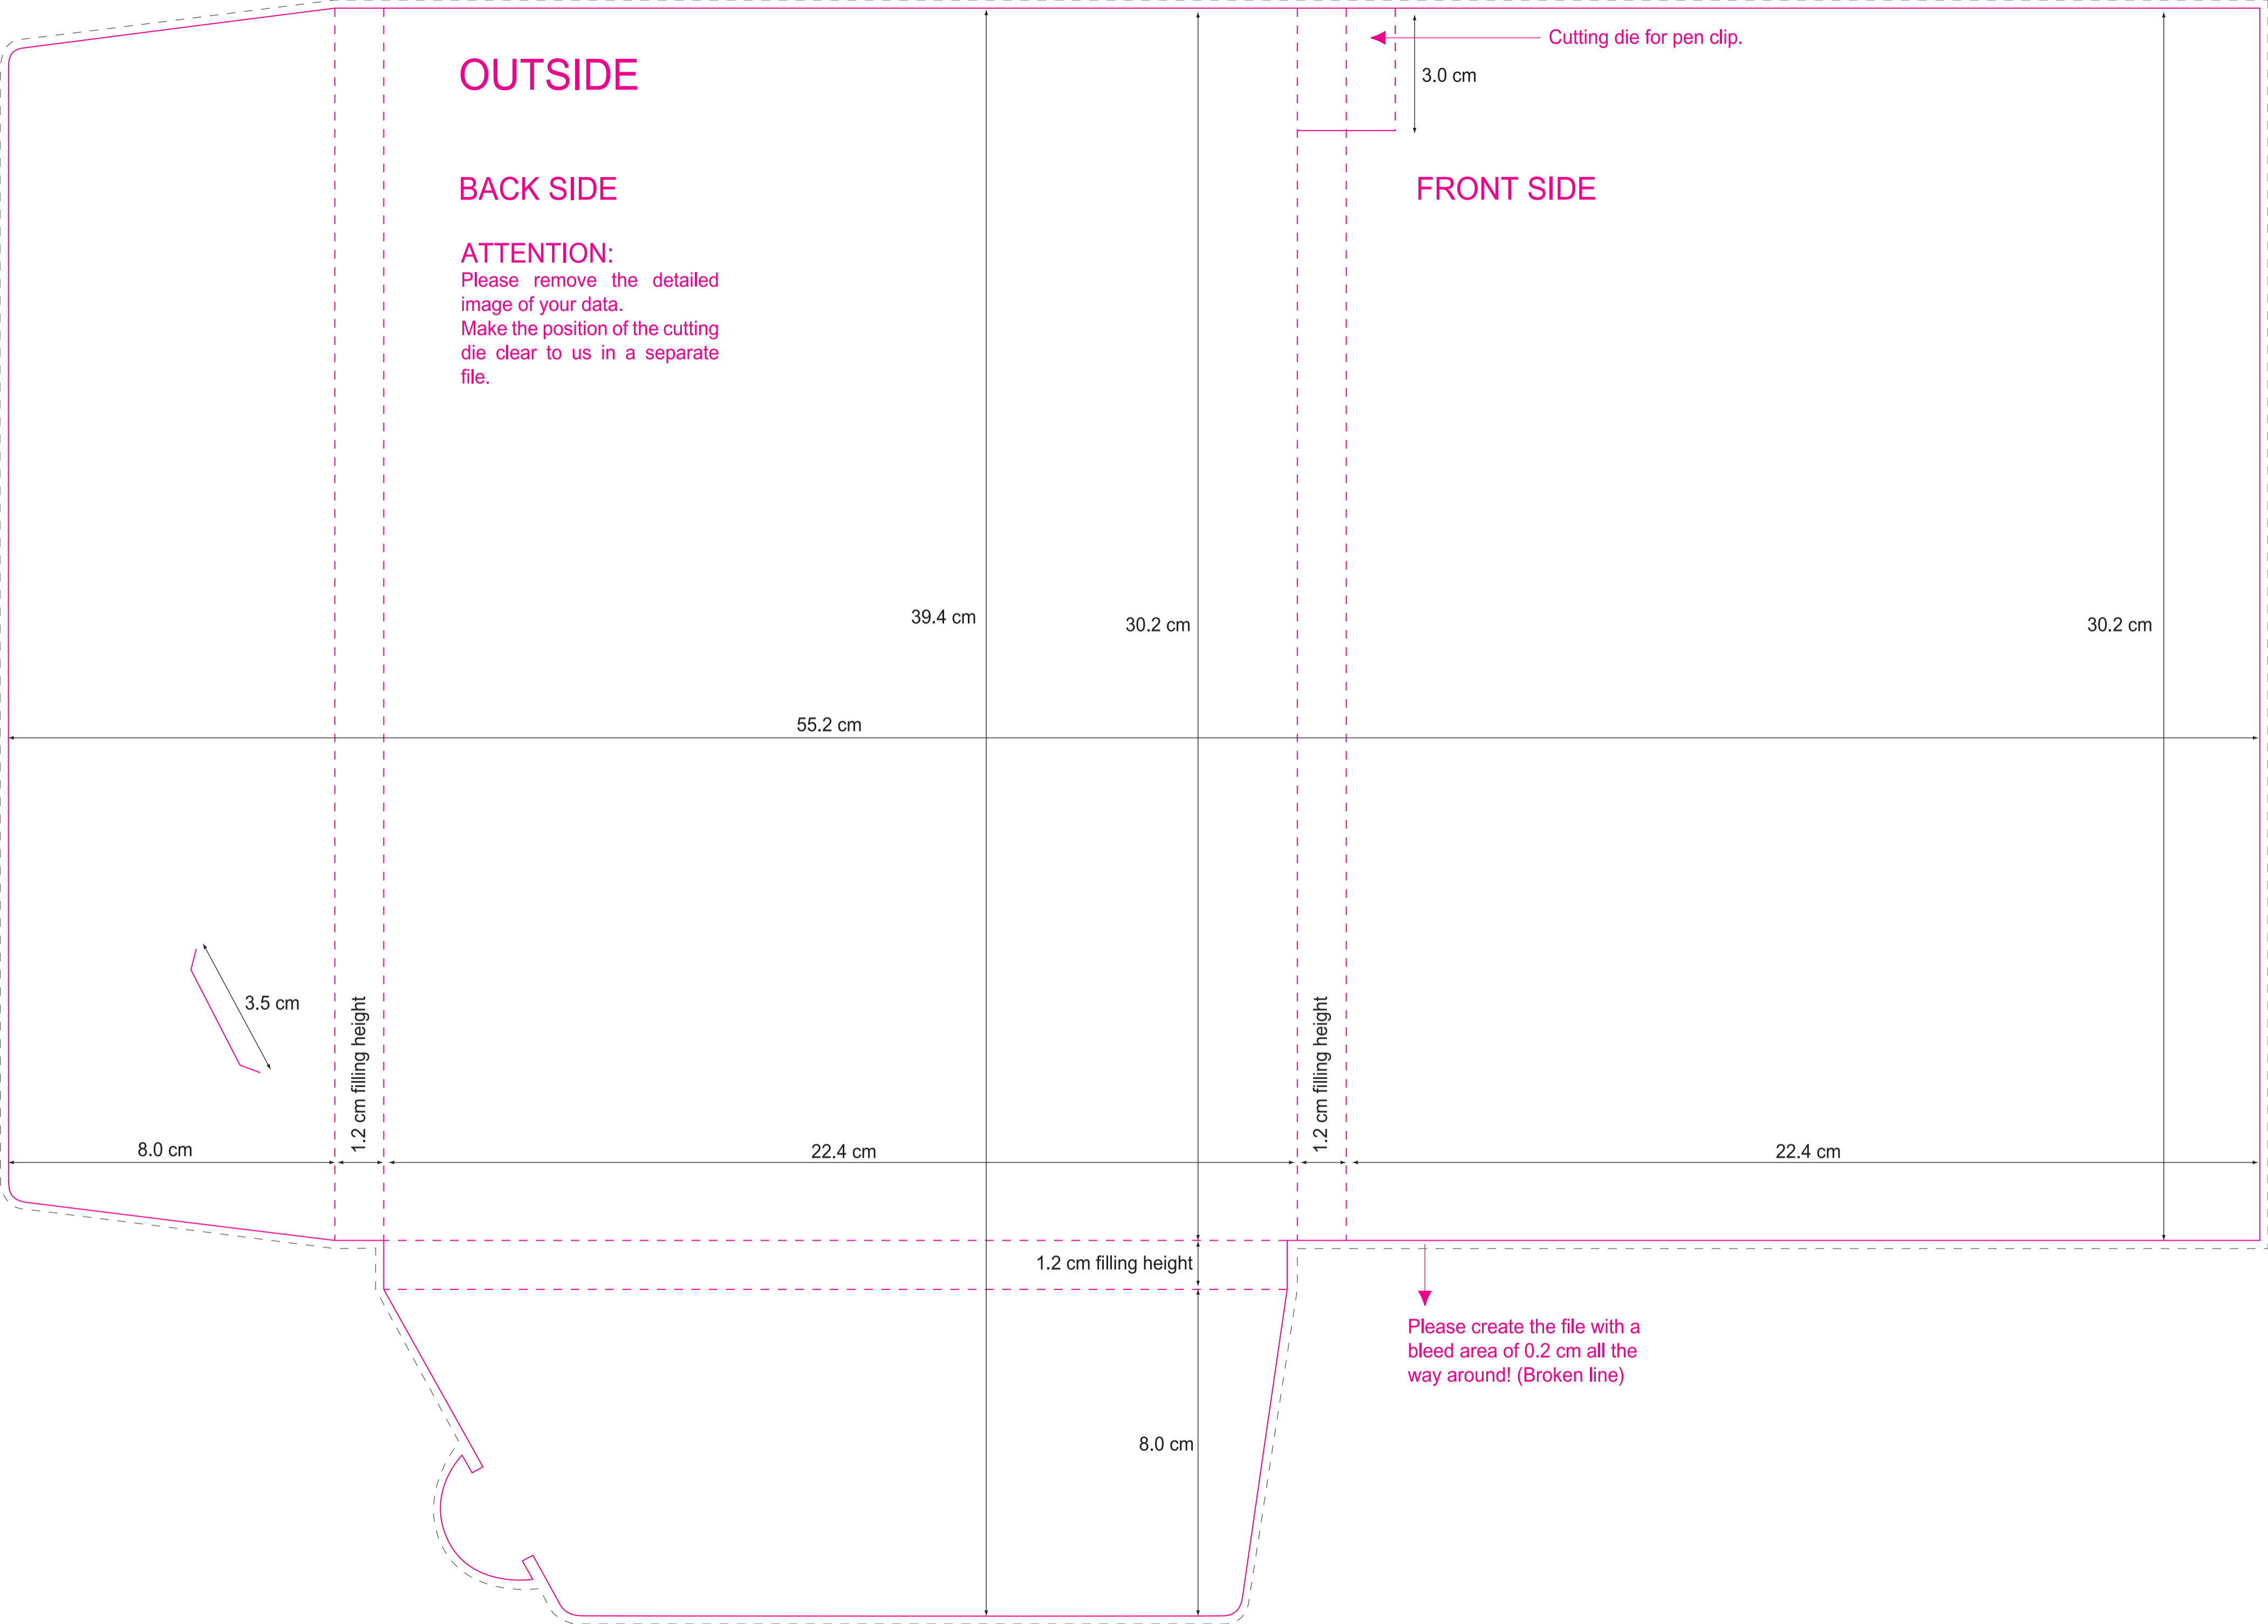 Cutting die for pen clip.
OUTSIDE
3.0 cm
BACK SIDE
FRONT SIDE
ATTENTION:
Please remove the detailed
image of your data.
Make the position of the cutting
die clear to us in a separate
file.
39.4 cm
30.2 cm
30.2 cm
55.2 cm
3.5 cm
1.2 cm filling height
1.2 cm filling height
8.0 cm
22.4 cm
22.4 cm
1.2 cm filling height
Please create the file with a
bleed area of 0.2 cm all the
way around! (Broken line)
8.0 cm